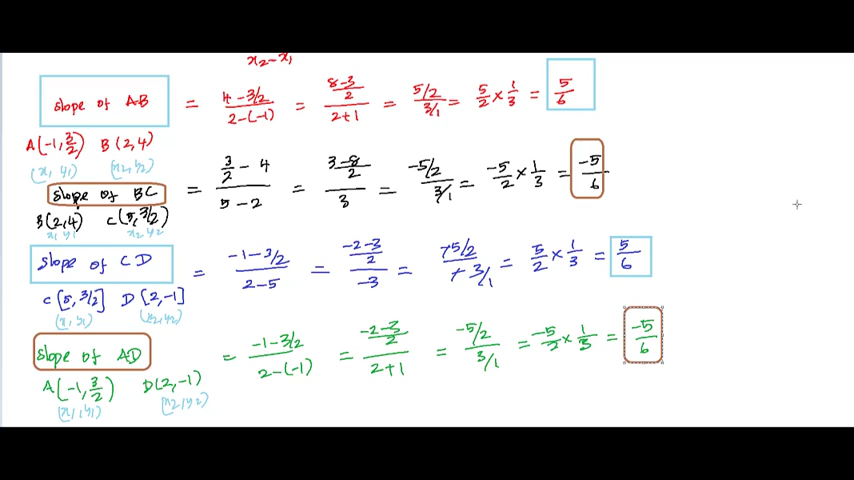 x₂-x₁
slope of AB = (4-3/2)/(2-(-1)) = ((8-3)/2)/(2+1) = (5/2)/(3/1) = 5/2 × 1/3 = 5/6
A(-1, 3/2) B(2,4)
(x, y₁) (x₂, y₂)
slope of BC = (3/2 - 4)/(5-2) = ((3-8)/2)/3 = (-5/2)/(3/1) = -5/2 × 1/3 = -5/6
B(2,4) C(5, 3/2)
x₁ y₁ x₂ y₂
slope of CD = (-1-3/2)/(2-5) = ((-2-3)/2)/(-3) = (+5/2)/(+3/1) = 5/2 × 1/3 = 5/6
C[5, 3/2] D[2,-1]
(x, y₁) (x₂, y₂)
slope of AD = (-1-3/2)/(2-(-1)) = ((-2-3)/2)/(2+1) = (-5/2)/(3/1) = -5/2 × 1/3 = -5/6
A(-1, 3/2) D(2,-1)
(x₁, y₁) (x₂, y₂)